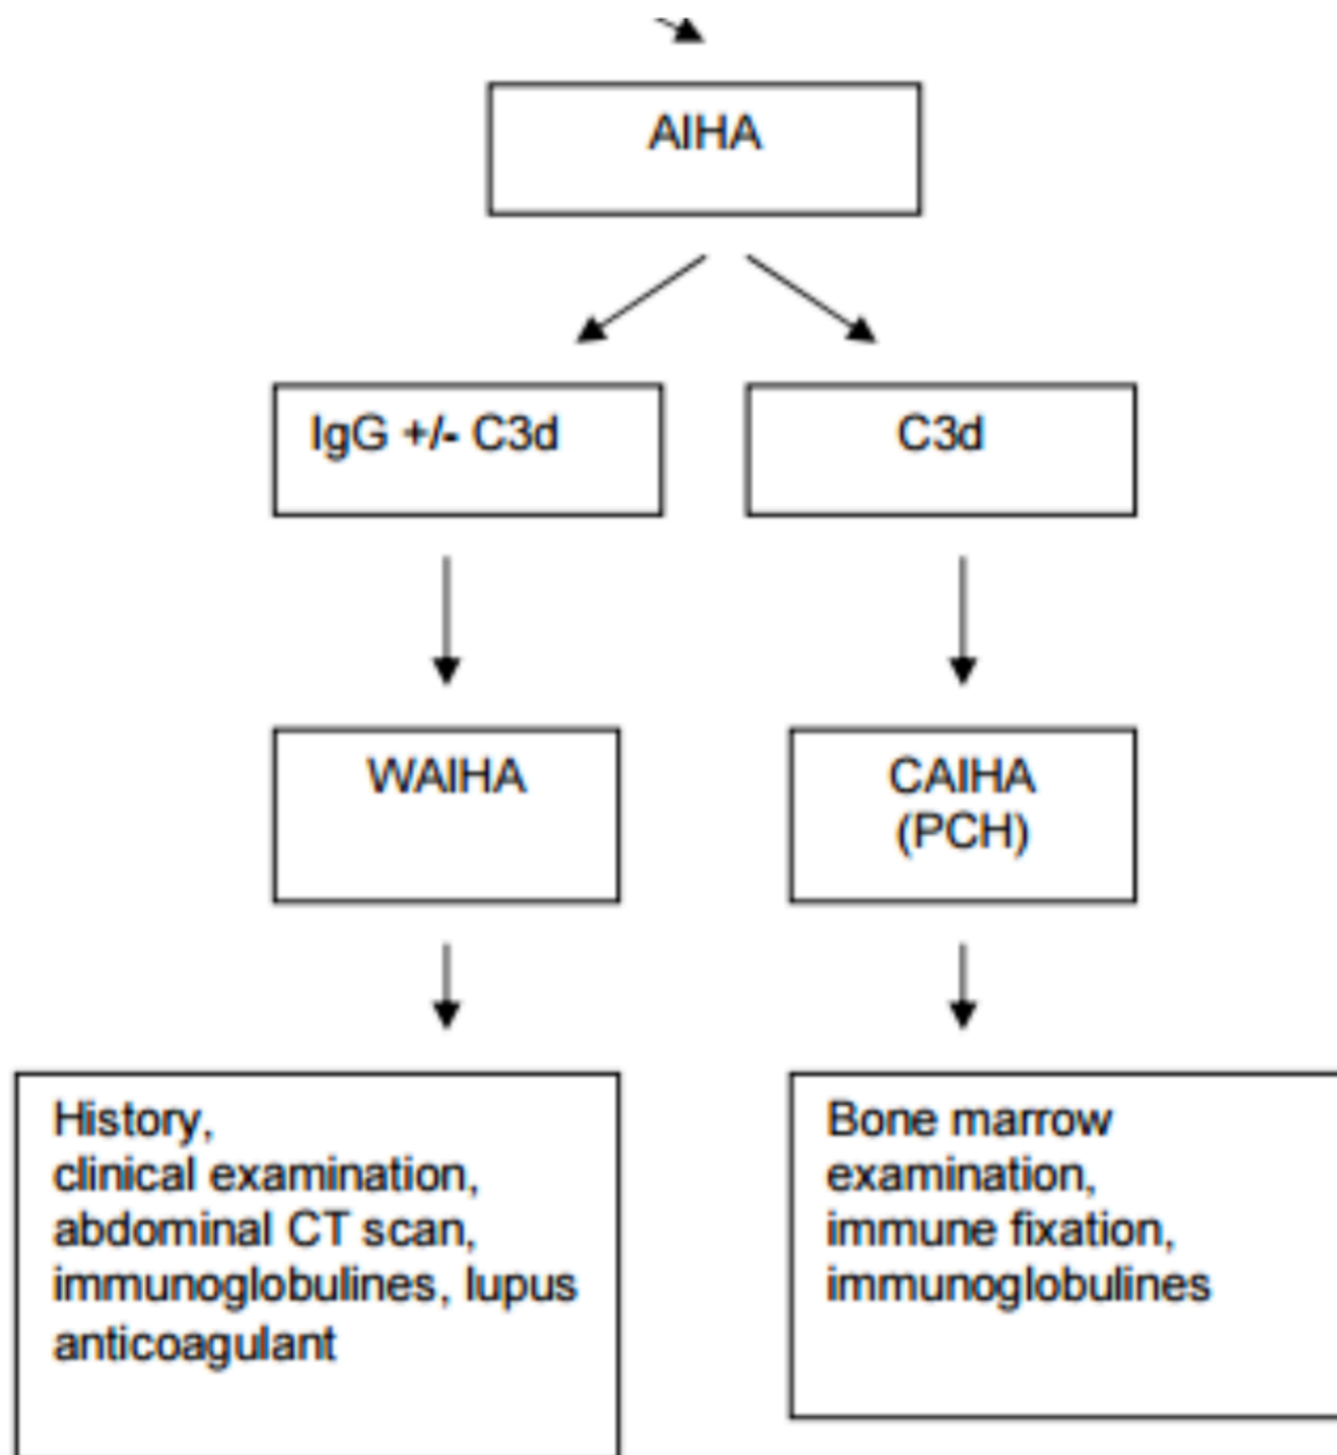 AIHA
IgG +/- C3d
C3d
WAIHA
CAIHA
(PCH)
History,
clinical examination,
abdominal CT scan,
immunoglobulines, lupus
anticoagulant
Bone marrow
examination,
immune fixation,
immunoglobulines